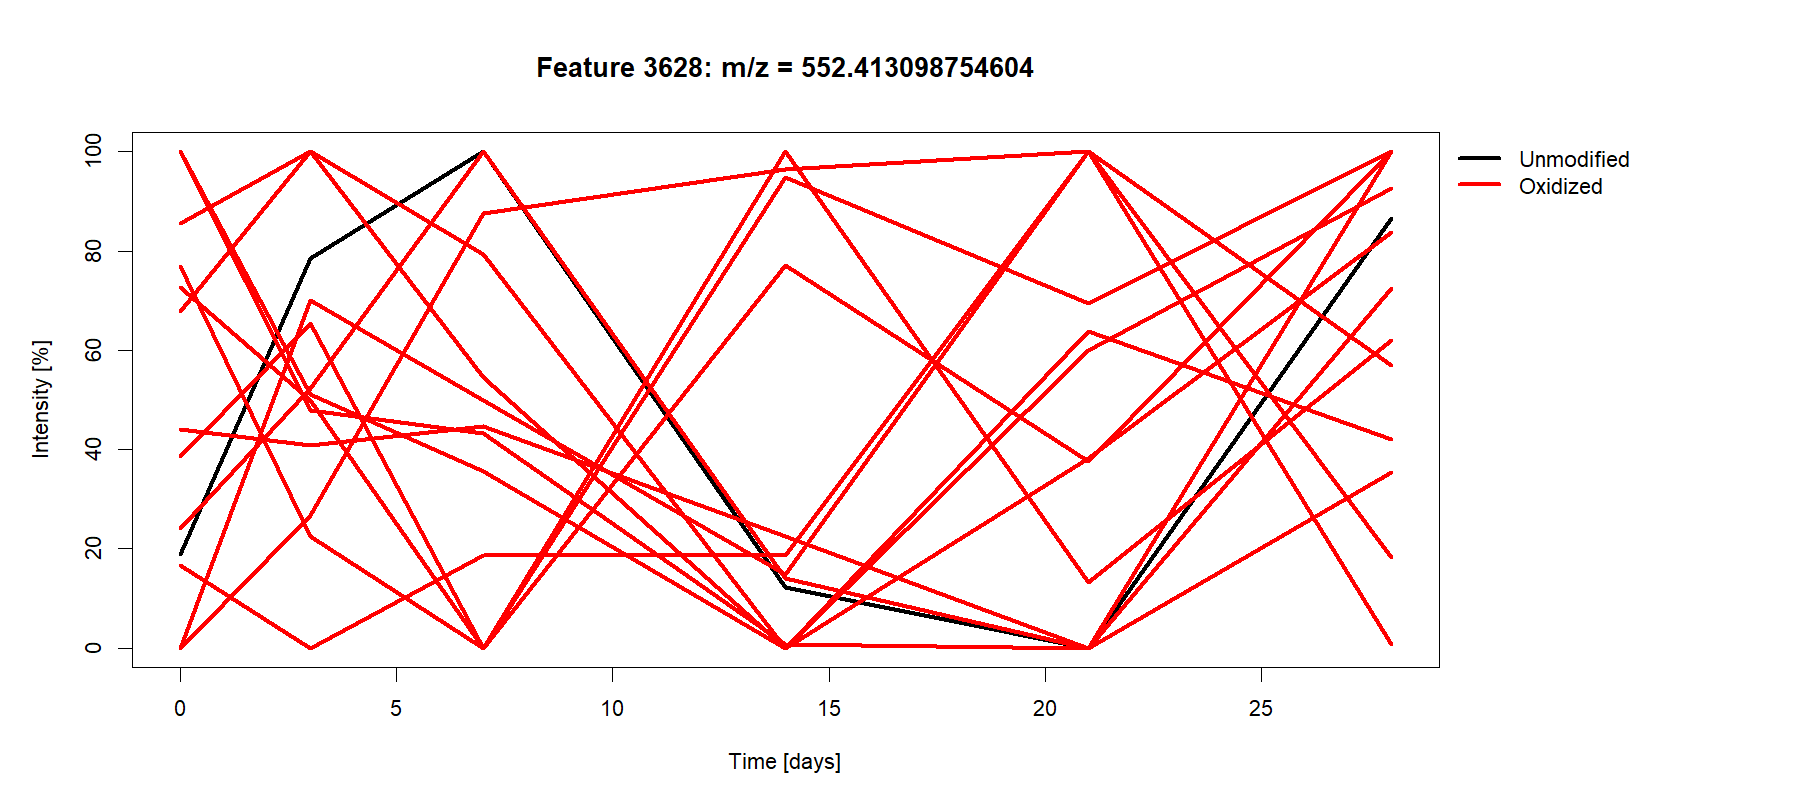 Feature 3628: m/z = 552.413098754604
Unmodified
Oxidized
Intensity [%]
100
80
60
40
20
0
0 5 10 15 20 25
Time [days]